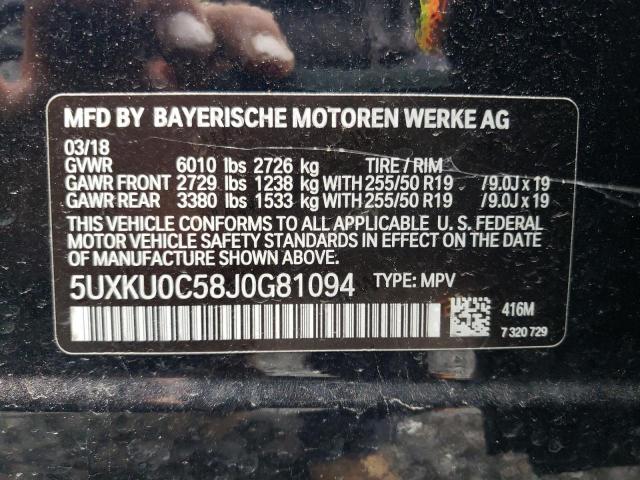 MFD BY BAYERISCHE MOTOREN WERKE AG
03/18
GVWR 6010 lbs 2726 kg TIRE / RIM
GAWR FRONT 2729 lbs 1238 kg WITH 255/50 R19 /9.0J x 19
GAWR REAR 3380 lbs 1533 kg WITH 255/50 R19 /9.0J x 19
THIS VEHICLE CONFORMS TO ALL APPLICABLE U. S. FEDERAL
MOTOR VEHICLE SAFETY STANDARDS IN EFFECT ON THE DATE
OF MANUFACTURE SHOWN ABOVE.
5UXKU0C58J0G81094 TYPE: MPV
416M
7 320 729